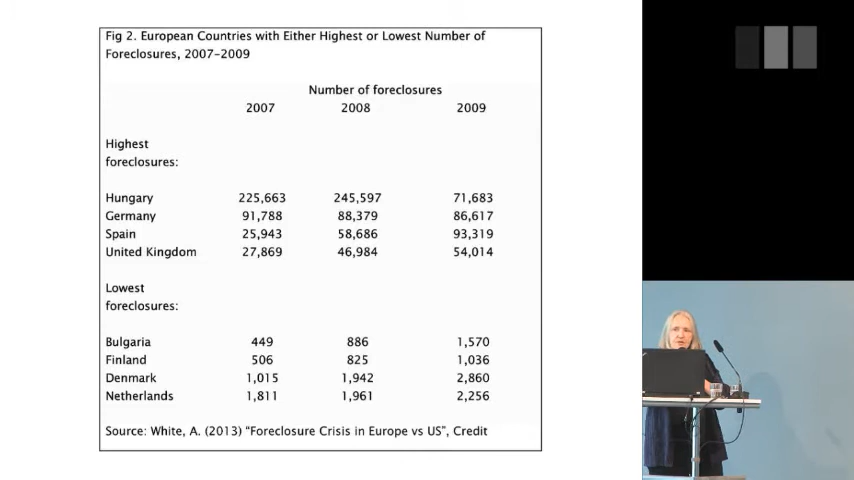 Fig 2. European Countries with Either Highest or Lowest Number of
Foreclosures, 2007-2009
Number of foreclosures
2007 2008 2009
Highest
foreclosures:
Hungary 225,663 245,597 71,683
Germany 91,788 88,379 86,617
Spain 25,943 58,686 93,319
United Kingdom 27,869 46,984 54,014
Lowest
foreclosures:
Bulgaria 449 886 1,570
Finland 506 825 1,036
Denmark 1,015 1,942 2,860
Netherlands 1,811 1,961 2,256
Source: White, A. (2013) "Foreclosure Crisis in Europe vs US", Credit